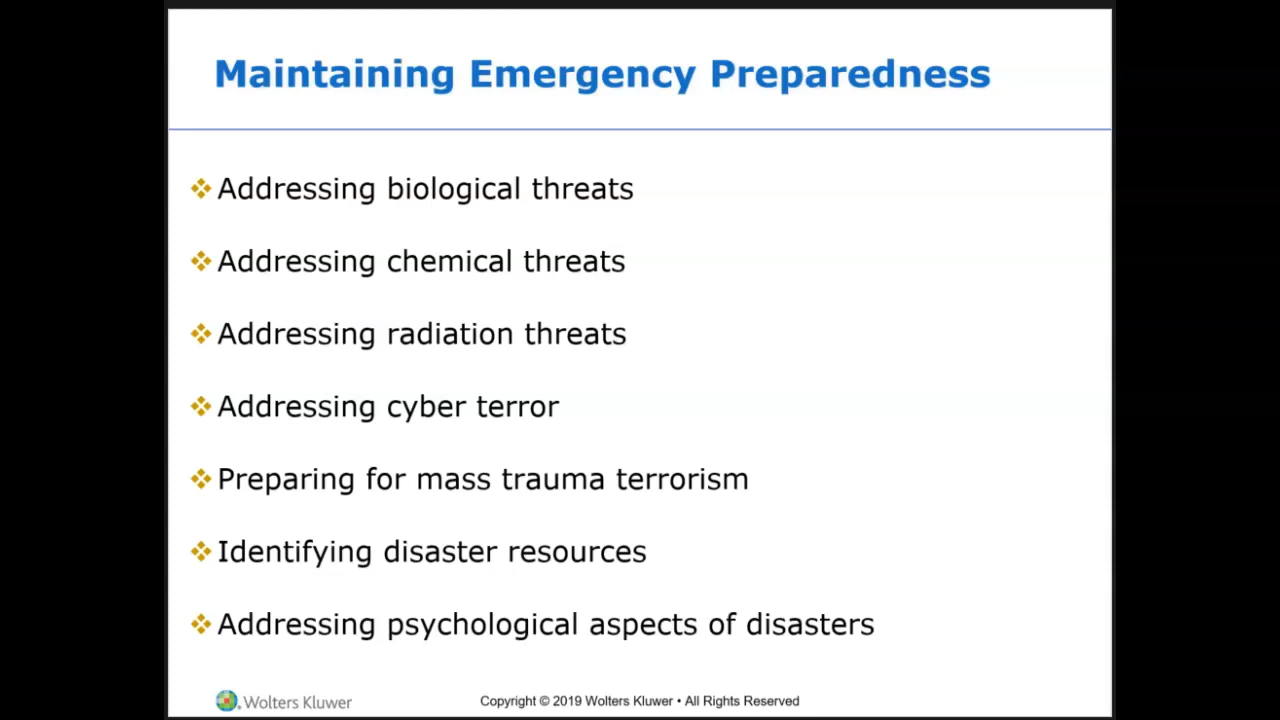 Maintaining Emergency Preparedness
Addressing biological threats
Addressing chemical threats
Addressing radiation threats
Addressing cyber terror
Preparing for mass trauma terrorism
Identifying disaster resources
Addressing psychological aspects of disasters
Wolters Kluwer
Copyright © 2019 Wolters Kluwer • All Rights Reserved